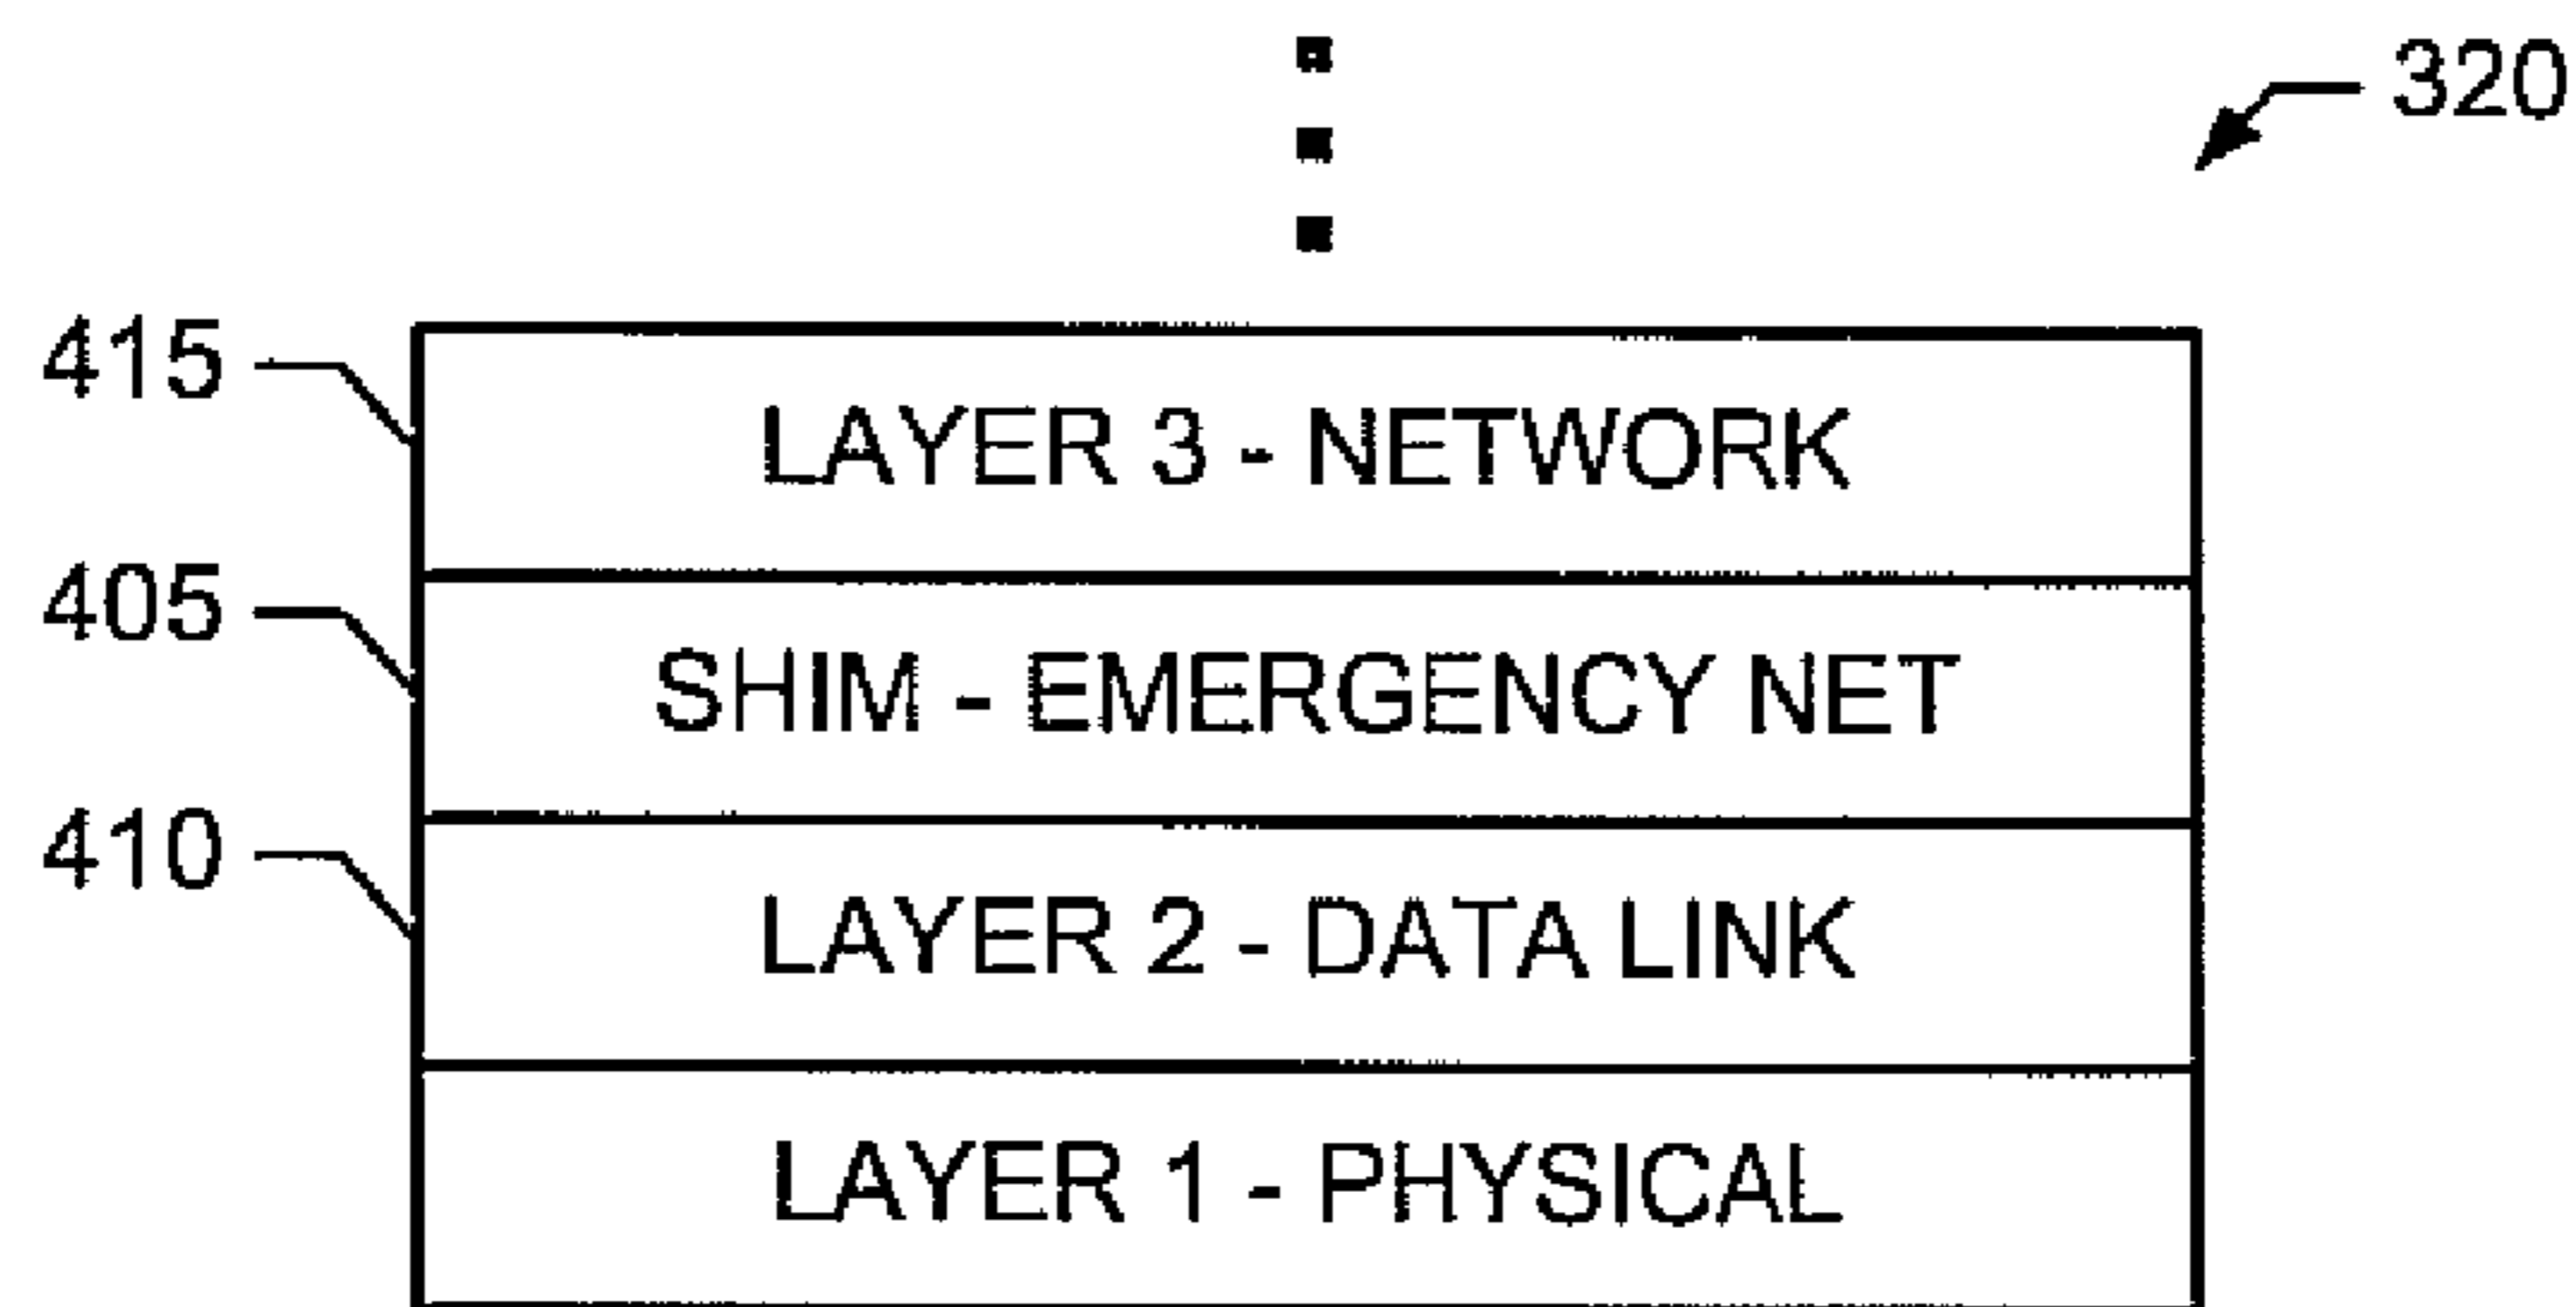 320
415
LAYER 3 - NETWORK
405
SHIM - EMERGENCY NET
410
LAYER 2 - DATA LINK
LAYER 1 - PHYSICAL